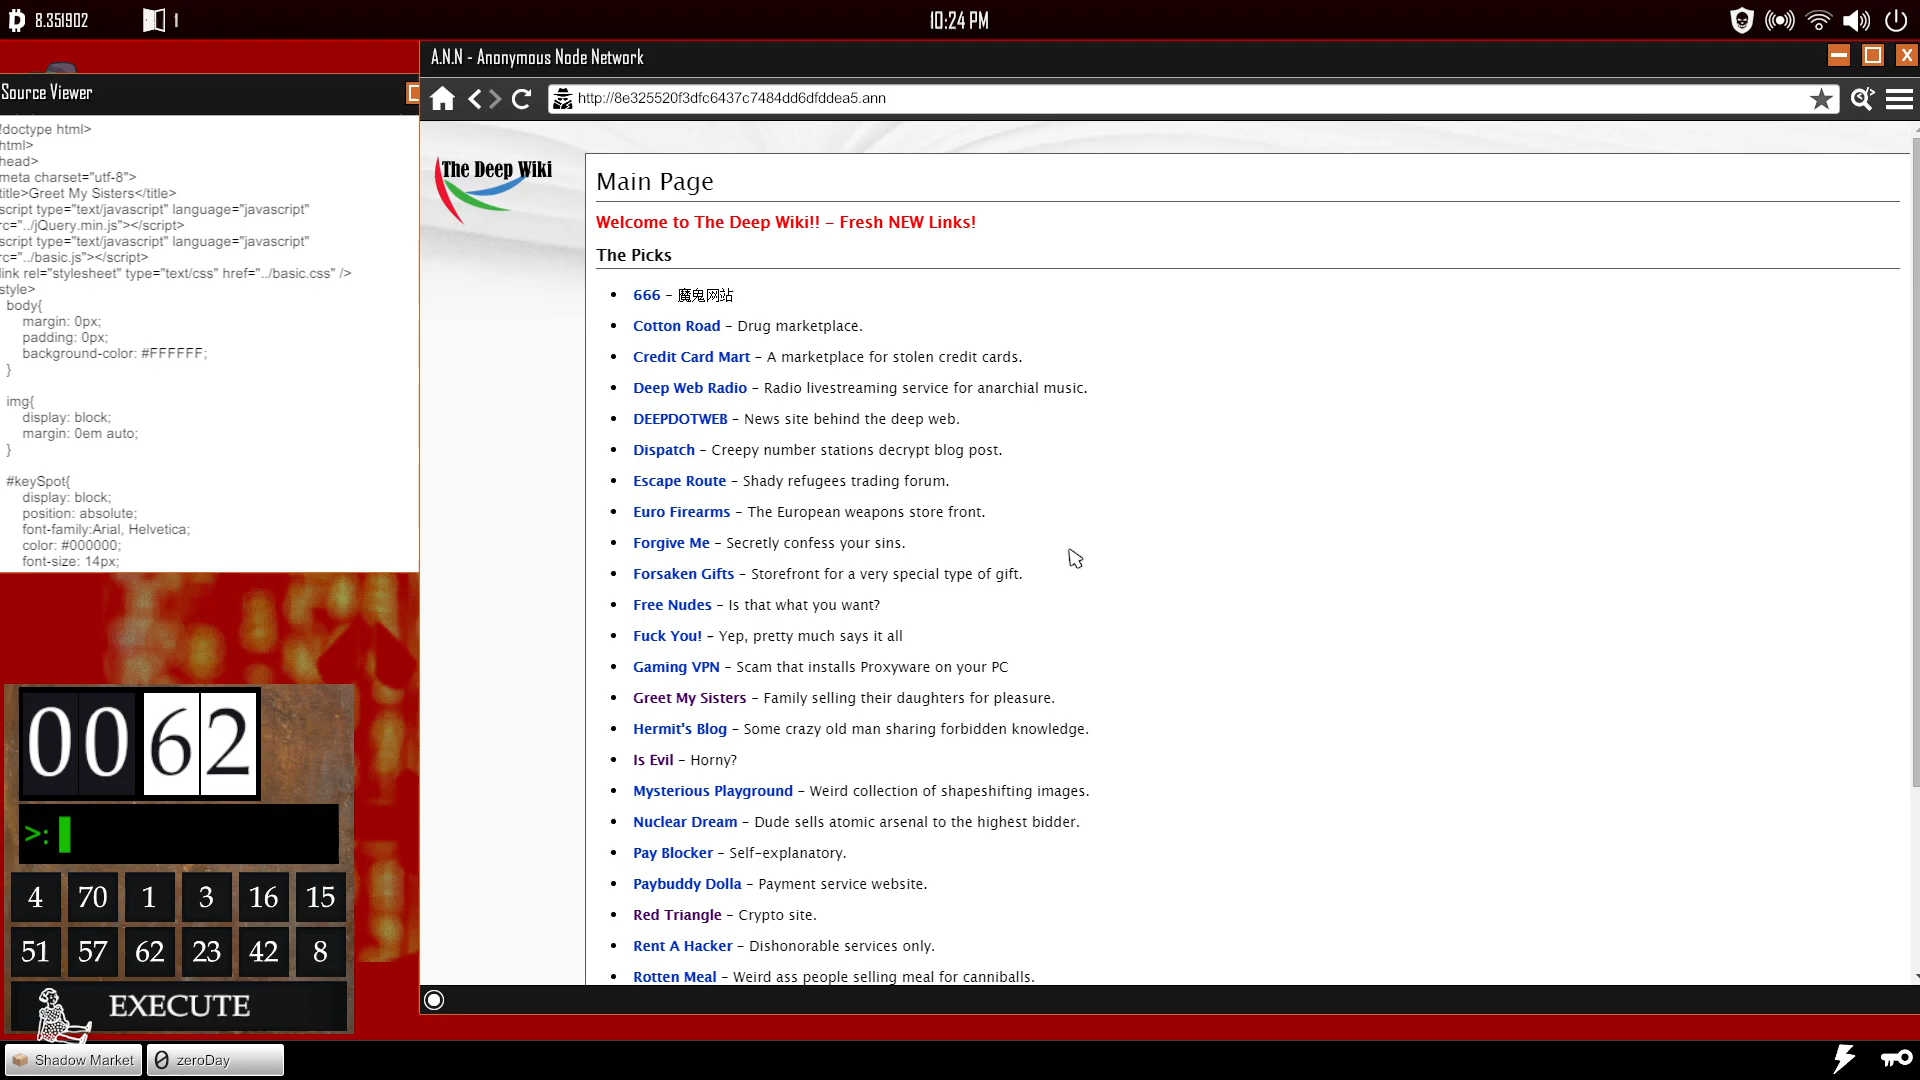 8.351902
1
10:24 PM
A.N.N - Anonymous Node Network
Source Viewer
http://8e325520f3dfc6437c7484dd6dfddea5.ann
!doctype html>
html>
head>
meta charset="utf-8">
title>Greet My Sisters</title>
script type="text/javascript" language="javascript"
rc="../jQuery.min.js"></script>
script type="text/javascript" language="javascript"
rc="../basic.js"></script>
link rel="stylesheet" type="text/css" href="../basic.css" />
style>
body{
margin: 0px;
padding: 0px;
background-color: #FFFFFF;
}
img{
display: block;
margin: 0em auto;
}
#keySpot{
display: block;
position: absolute;
font-family:Arial, Helvetica;
color: #000000;
font-size: 14px;
The Deep Wiki
Main Page
Welcome to The Deep Wiki!! – Fresh NEW Links!
The Picks
666 – 魔鬼网站
Cotton Road – Drug marketplace.
Credit Card Mart – A marketplace for stolen credit cards.
Deep Web Radio – Radio livestreaming service for anarchial music.
DEEPDOTWEB – News site behind the deep web.
Dispatch – Creepy number stations decrypt blog post.
Escape Route – Shady refugees trading forum.
Euro Firearms – The European weapons store front.
Forgive Me – Secretly confess your sins.
Forsaken Gifts – Storefront for a very special type of gift.
Free Nudes – Is that what you want?
Fuck You! – Yep, pretty much says it all
Gaming VPN – Scam that installs Proxyware on your PC
Greet My Sisters – Family selling their daughters for pleasure.
Hermit's Blog – Some crazy old man sharing forbidden knowledge.
Is Evil – Horny?
Mysterious Playground – Weird collection of shapeshifting images.
Nuclear Dream – Dude sells atomic arsenal to the highest bidder.
Pay Blocker – Self-explanatory.
Paybuddy Dolla – Payment service website.
Red Triangle – Crypto site.
Rent A Hacker – Dishonorable services only.
Rotten Meal – Weird ass people selling meal for canniballs.
0062
>:
4 70 1 3 16 15
51 57 62 23 42 8
EXECUTE
Shadow Market
zeroDay